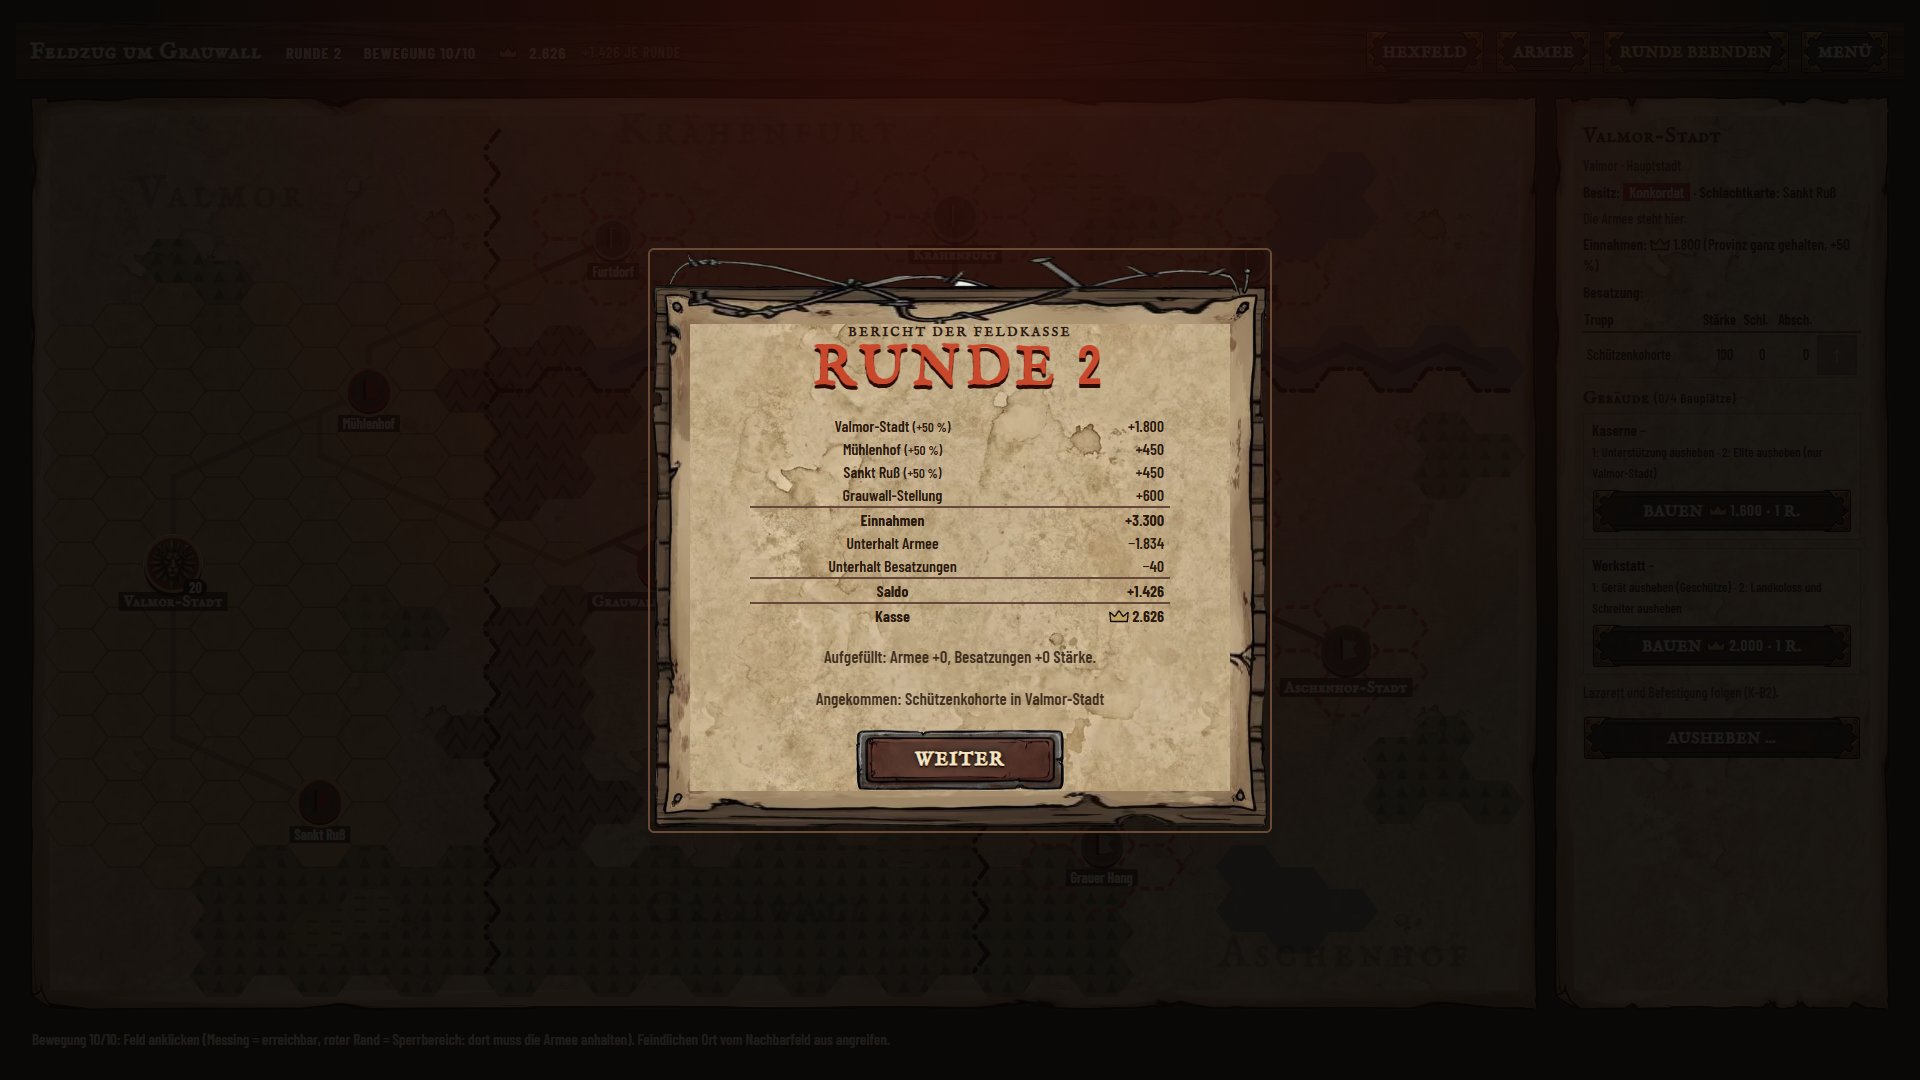 Feldzug um Grauwall RUNDE 2 BEWEGUNG 10/10 2.626 +1.426 JE RUNDE HEXFELD ARMEE RUNDE BEENDEN MENÜ
Krähenfurt
Valmor
Furtdorf
Krähenfurt
Mühlenhof
20
Valmor-Stadt
Sankt Ruß
Aschenhof-Stadt
Grauer Hang
Grauwall
Aschenhof
BERICHT DER FELDKASSE
RUNDE 2
Valmor-Stadt (+50 %) +1.800
Mühlenhof (+50 %) +450
Sankt Ruß (+50 %) +450
Grauwall-Stellung +600
Einnahmen +3.300
Unterhalt Armee −1.834
Unterhalt Besatzungen −40
Saldo +1.426
Kasse 2.626
Aufgefüllt: Armee +0, Besatzungen +0 Stärke.
Angekommen: Schützenkohorte in Valmor-Stadt
WEITER
Valmor-Stadt
Valmor · Hauptstadt
Besitz: Konkordat · Schlachtkarte: Sankt Ruß
Die Armee steht hier.
Einnahmen: 1.800 (Provinz ganz gehalten, +50
%)
Besatzung:
Trupp Stärke Schl. Absch.
Schützenkohorte 100 0 0
Gebäude (0/4 Bauplätze)
Kaserne –
1: Unterstützung ausheben · 2: Elite ausheben (nur
Valmor-Stadt)
BAUEN 1.600 · 1 R.
Werkstatt –
1: Gerät ausheben (Geschütze) · 2: Landkoloss und
Schreiter ausheben
BAUEN 2.000 · 1 R.
Lazarett und Befestigung folgen (K-B2).
AUSHEBEN ...
Bewegung 10/10: Feld anklicken (Messing = erreichbar, roter Rand = Sperrbereich: dort muss die Armee anhalten). Feindlichen Ort vom Nachbarfeld aus angreifen.